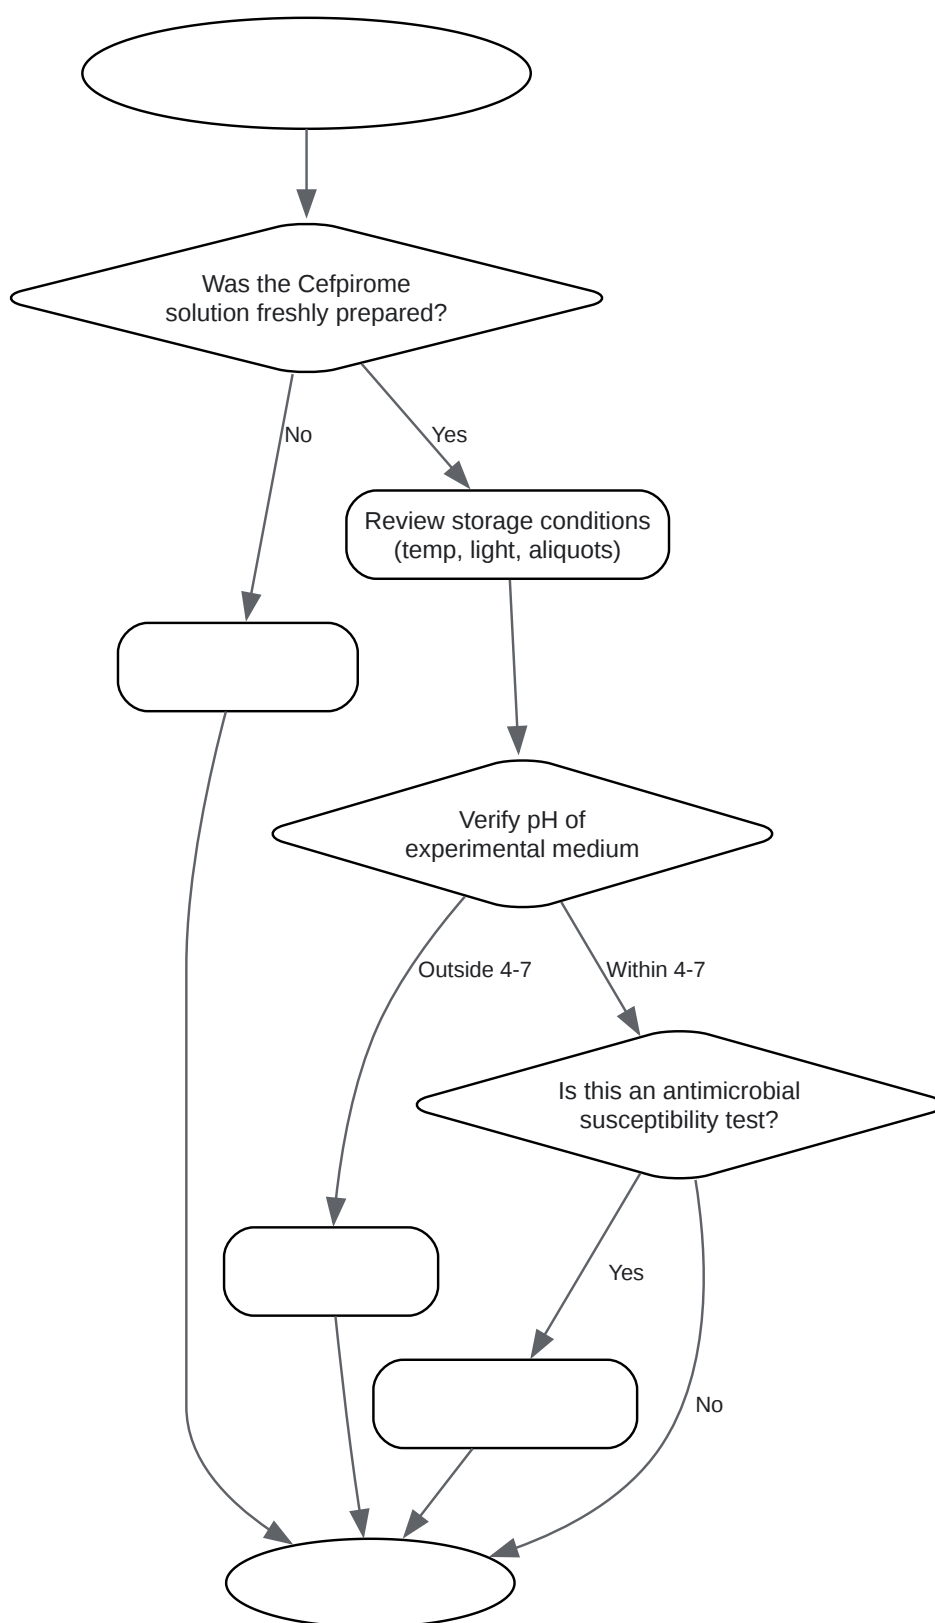 Was the Cefpirome
solution freshly prepared?
No
Yes
Review storage conditions
(temp, light, aliquots)
Verify pH of
experimental medium
Outside 4-7
Within 4-7
Is this an antimicrobial
susceptibility test?
Yes
No